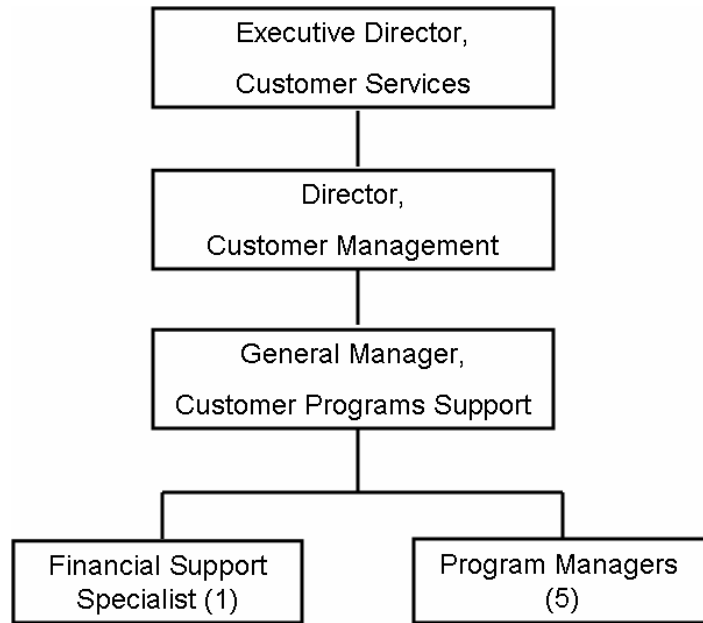 Executive Director,
Customer Services
Director,
Customer Management
General Manager,
Customer Programs Support
Financial Support
Specialist (1)
Program Managers
(5)